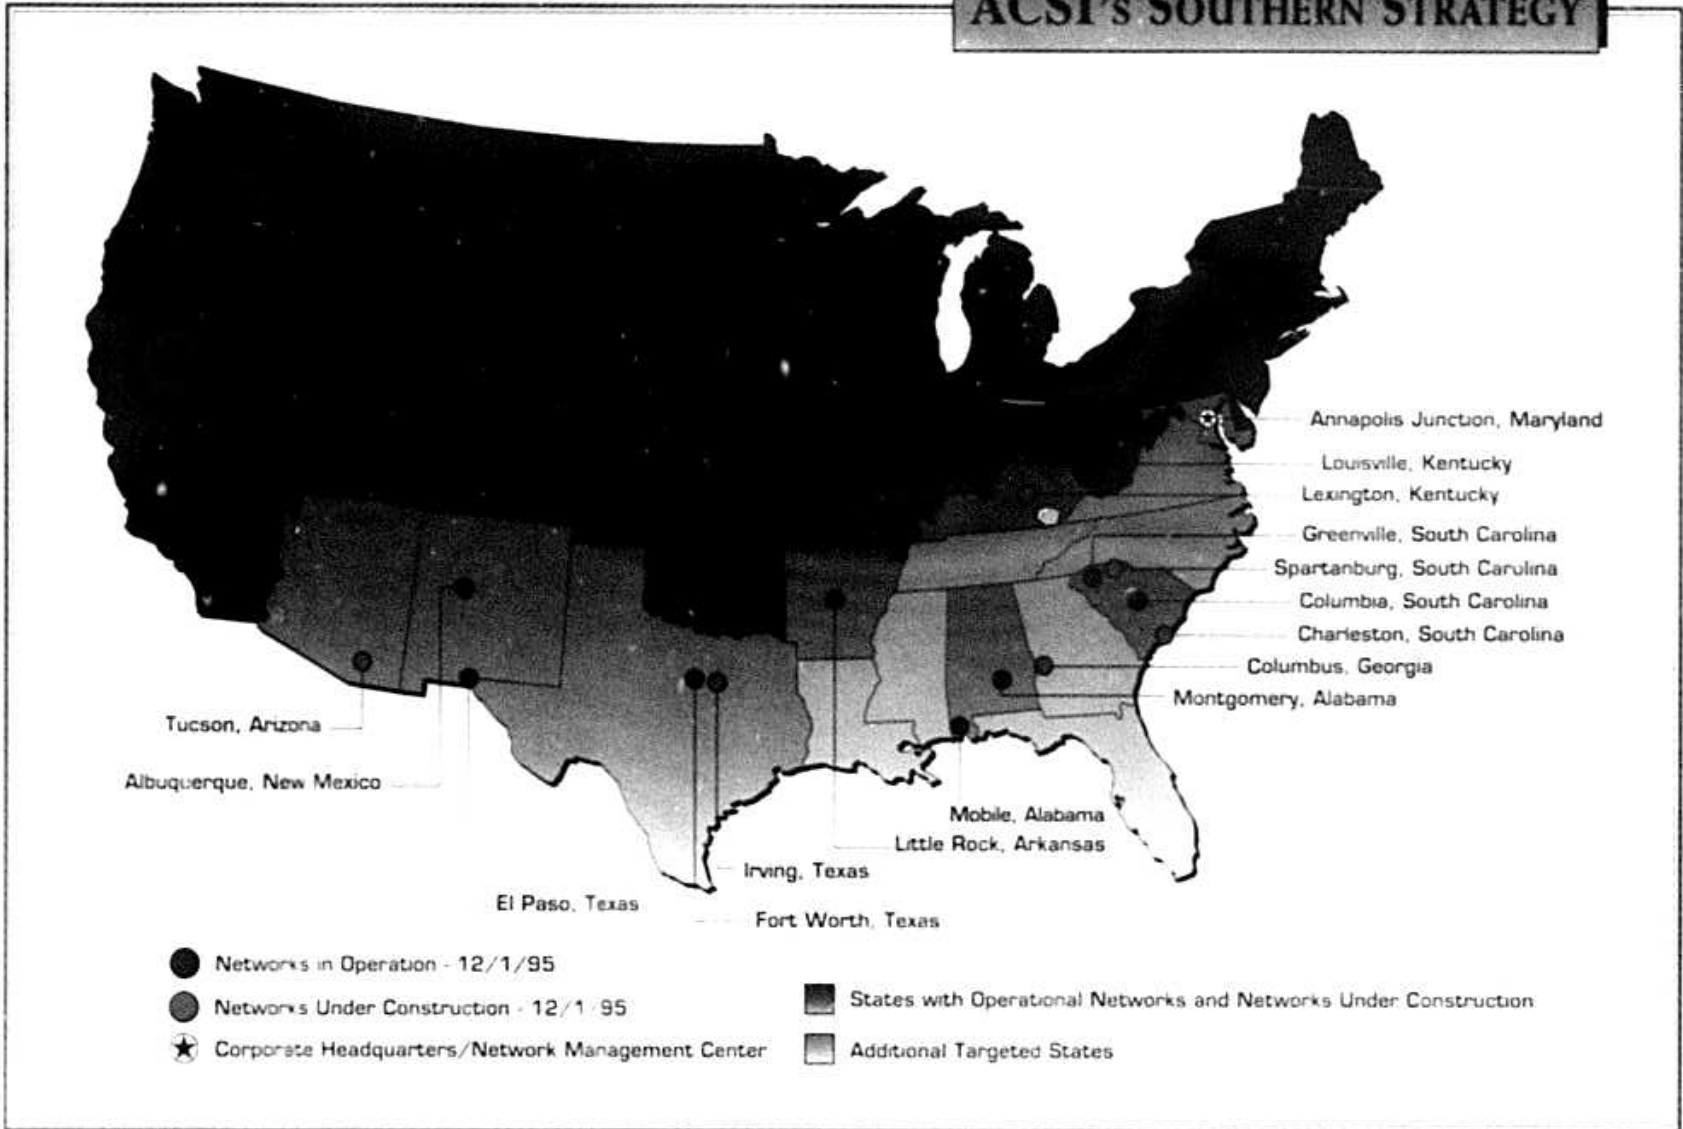 ACSI's SOUTHERN STRATEGY
Annapolis Junction, Maryland
Louisville, Kentucky
Lexington, Kentucky
Greenville, South Carolina
Spartanburg, South Carolina
Columbia, South Carolina
Charleston, South Carolina
Columbus, Georgia
Montgomery, Alabama
Tucson, Arizona
Albuquerque, New Mexico
Mobile, Alabama
Little Rock, Arkansas
Irving, Texas
El Paso, Texas
Fort Worth, Texas
Networks in Operation - 12/1/95
Networks Under Construction - 12/1/95
Corporate Headquarters/Network Management Center
States with Operational Networks and Networks Under Construction
Additional Targeted States